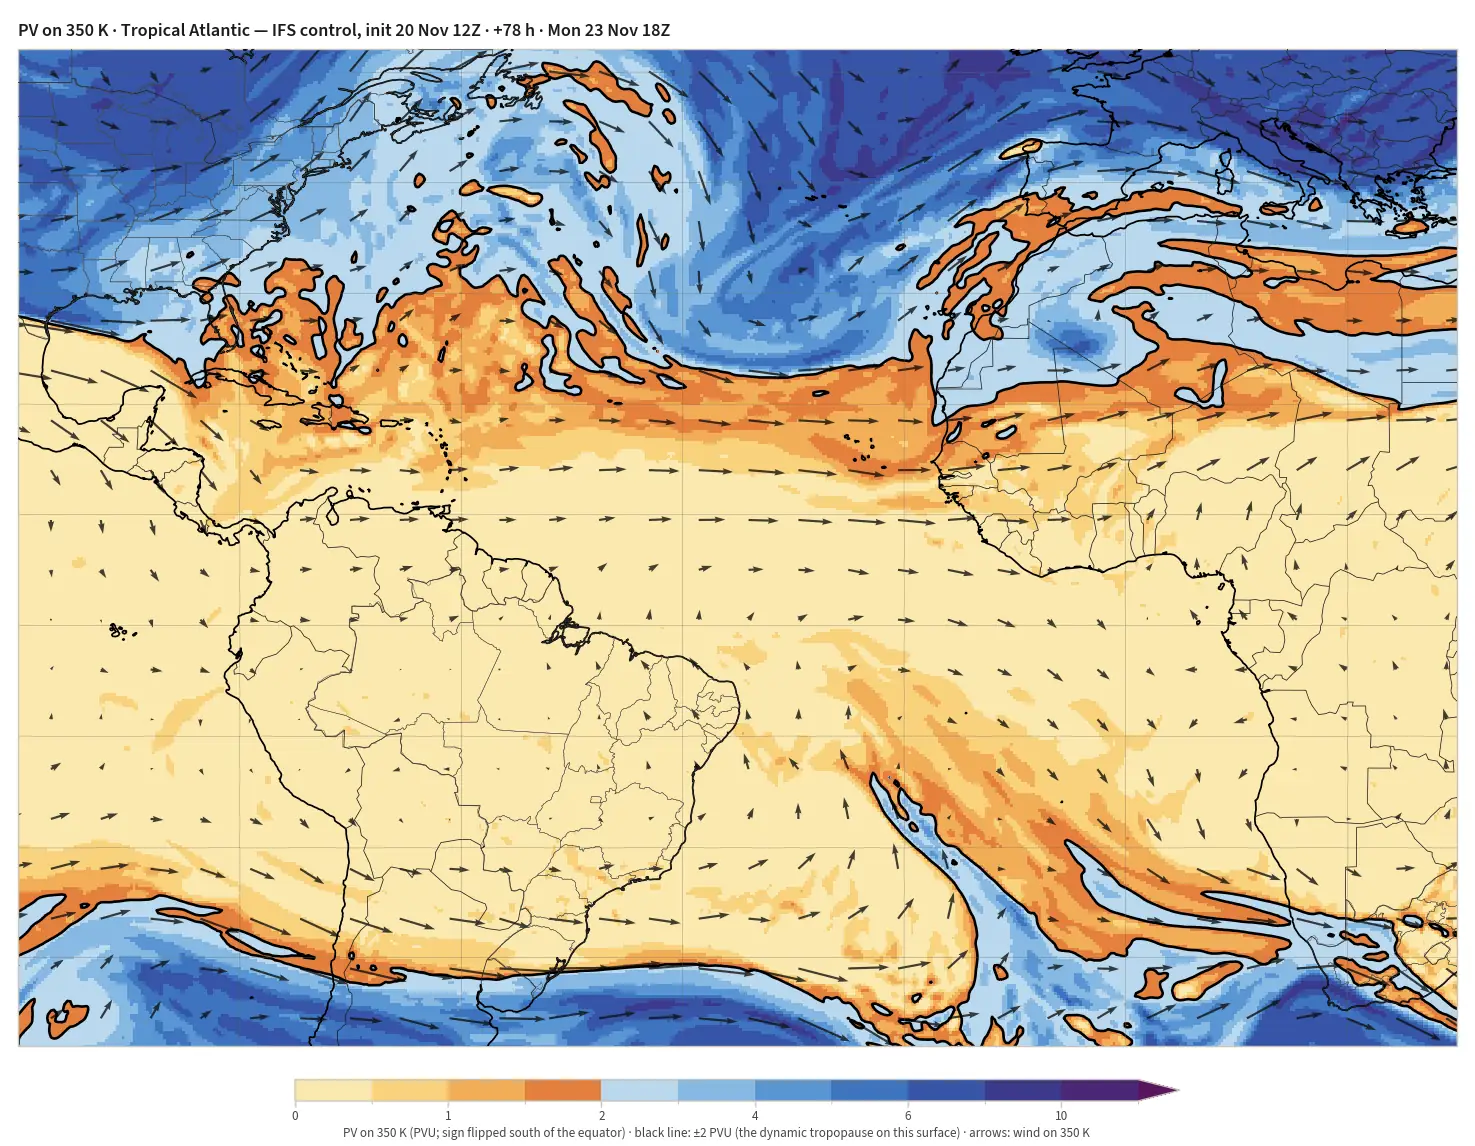 PV on 350 K · Tropical Atlantic — IFS control, init 20 Nov 12Z · +78 h · Mon 23 Nov 18Z
0 1 2 4 6 10
PV on 350 K (PVU; sign flipped south of the equator) · black line: ±2 PVU (the dynamic tropopause on this surface) · arrows: wind on 350 K